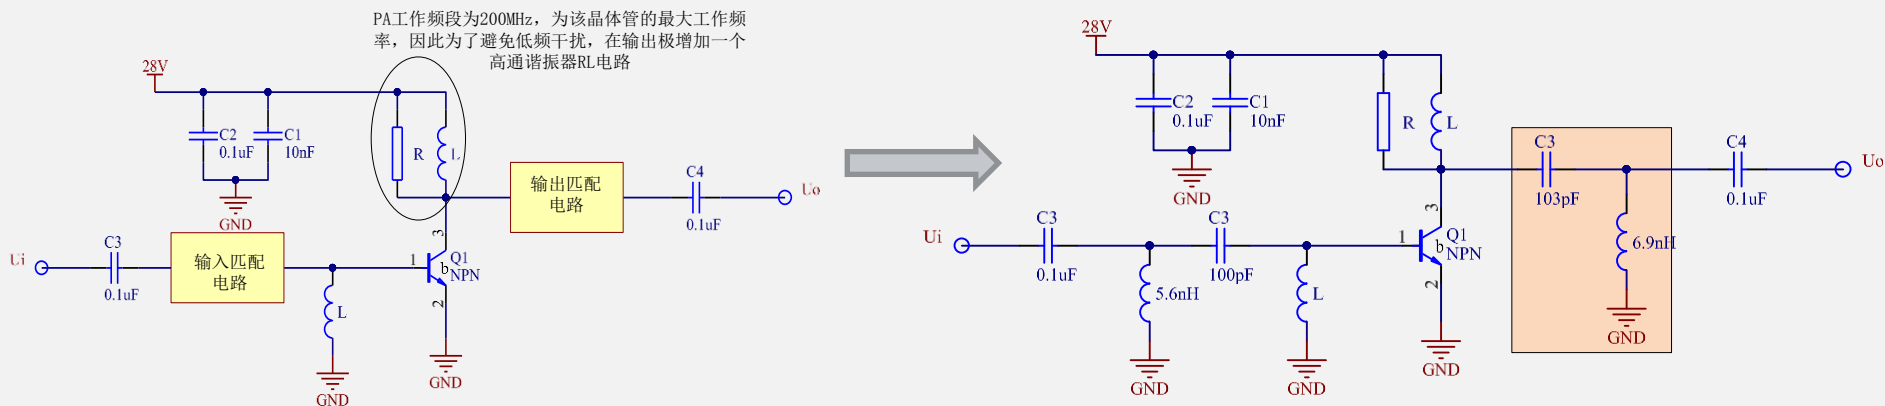 PA工作频段为200MHz，为该晶体管的最大工作频
率，因此为了避免低频干扰，在输出极增加一个
高通谐振器RL电路
28V
C2
0.1uF
C1
10nF
R
L
GND
输出匹配
电路
C4
0.1uF
Uo
Ui
C3
0.1uF
输入匹配
电路
L
GND
1
3
2
b
Q1
NPN
GND
28V
C2
0.1uF
C1
10nF
R
L
GND
C3
103pF
6.9nH
GND
C4
0.1uF
Uo
Ui
C3
0.1uF
5.6nH
GND
C3
100pF
L
GND
1
3
2
b
Q1
NPN
GND